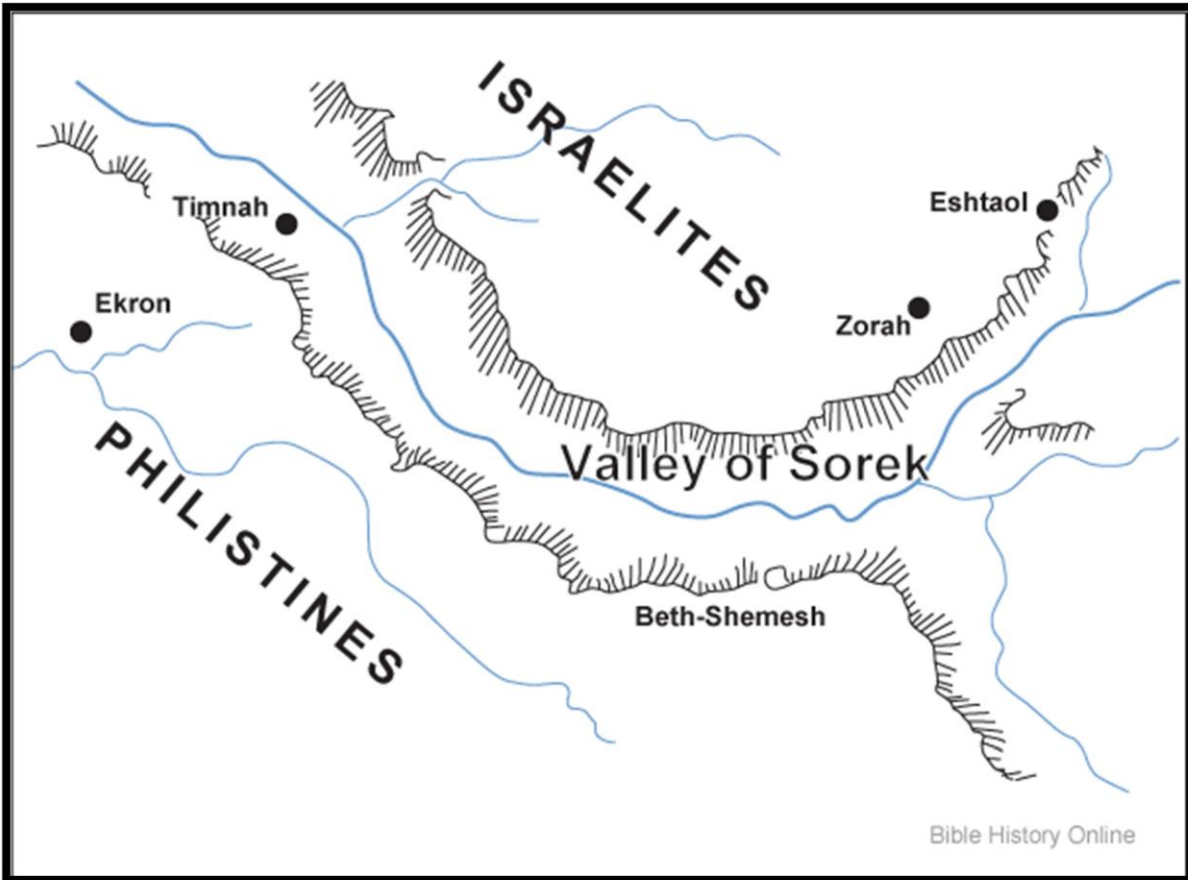 ISRAELITES
Timnah
Eshtaol
Ekron
Zorah
Valley of Sorek
PHILISTINES
Beth-Shemesh
Bible History Online